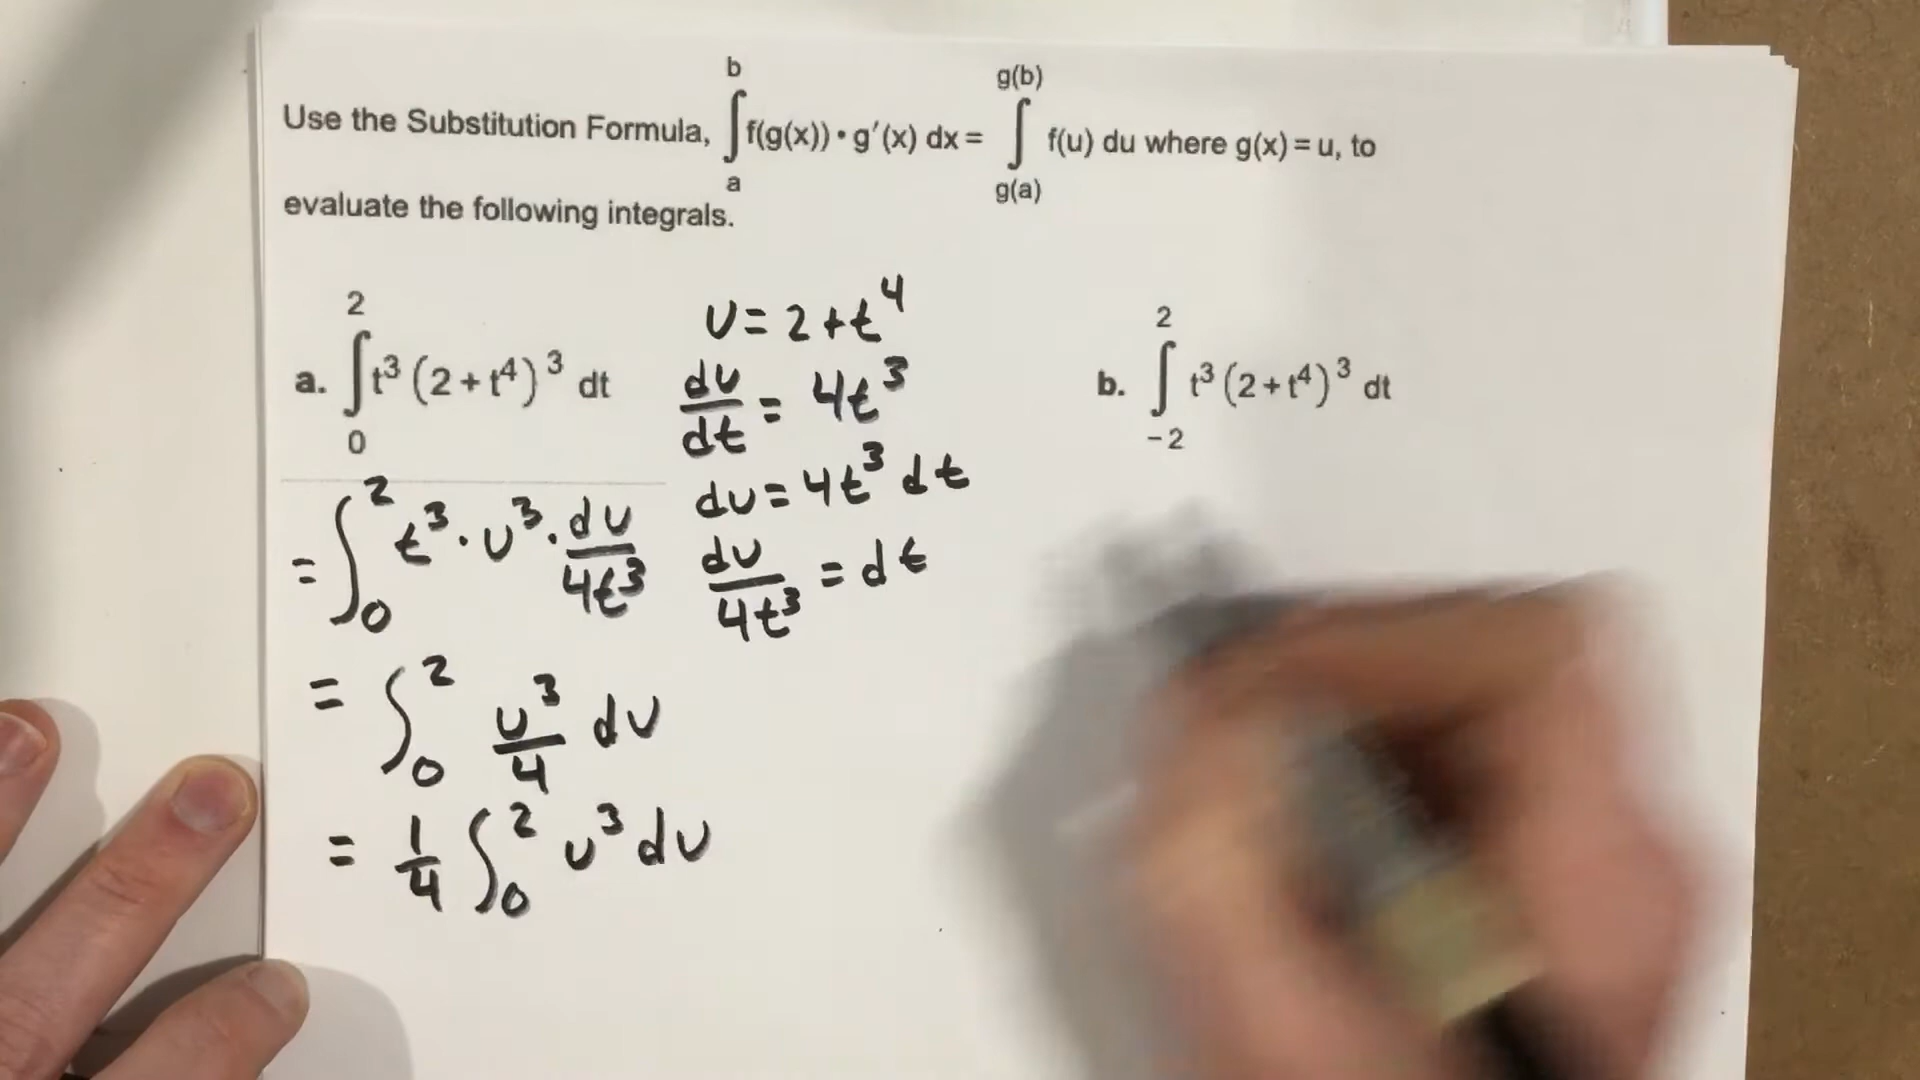 Use the Substitution Formula, ∫_a^b f(g(x)) • g′(x) dx = ∫_{g(a)}^{g(b)} f(u) du where g(x) = u, to
evaluate the following integrals.
a. ∫_0^2 t³ (2 + t⁴)³ dt
u = 2 + t⁴
du/dt = 4t³
du = 4t³ dt
du/4t³ = dt
= ∫_0^2 t³ · u³ · du/4t³
= ∫_0^2 u³/4 du
= 1/4 ∫_0^2 u³ du
b. ∫_{-2}^2 t³ (2 + t⁴)³ dt